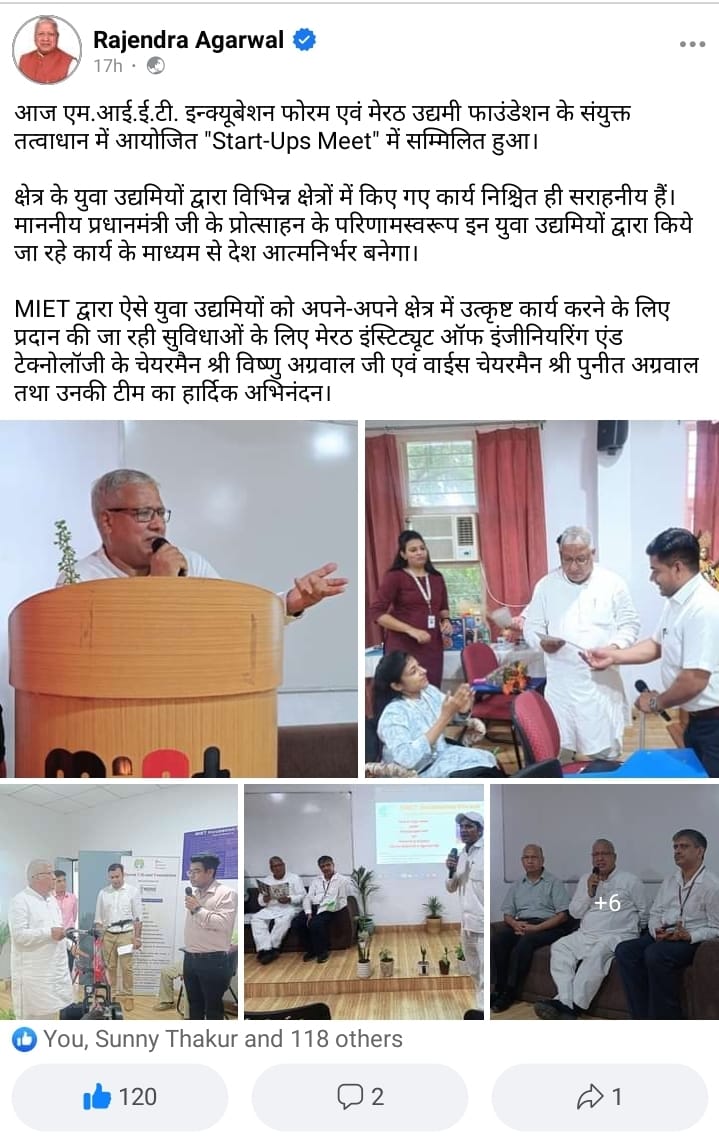 Rajendra Agarwal
17h
आज एम.आई.ई.टी. इन्क्यूबेशन फोरम एवं मेरठ उद्यमी फाउंडेशन के संयुक्त
तत्वाधान में आयोजित "Start-Ups Meet" में सम्मिलित हुआ।
क्षेत्र के युवा उद्यमियों द्वारा विभिन्न क्षेत्रों में किए गए कार्य निश्चित ही सराहनीय हैं।
माननीय प्रधानमंत्री जी के प्रोत्साहन के परिणामस्वरूप इन युवा उद्यमियों द्वारा किये
जा रहे कार्य के माध्यम से देश आत्मनिर्भर बनेगा।
MIET द्वारा ऐसे युवा उद्यमियों को अपने-अपने क्षेत्र में उत्कृष्ट कार्य करने के लिए
प्रदान की जा रही सुविधाओं के लिए मेरठ इंस्टिट्यूट ऑफ इंजीनियरिंग एंड
टेक्नोलॉजी के चेयरमैन श्री विष्णु अग्रवाल जी एवं वाईस चेयरमैन श्री पुनीत अग्रवाल
तथा उनकी टीम का हार्दिक अभिनंदन।
miet
+6
You, Sunny Thakur and 118 others
120
2
1